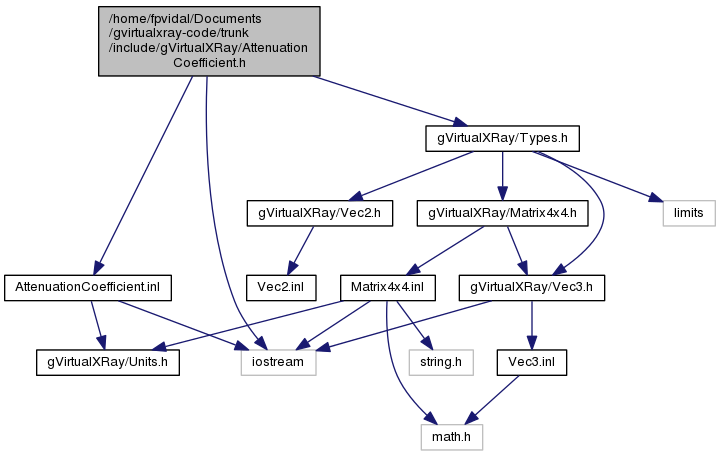 /home/fpvidal/Documents
/gvirtualxray-code/trunk
/include/gVirtualXRay/Attenuation
Coefficient.h
gVirtualXRay/Types.h
gVirtualXRay/Vec2.h
gVirtualXRay/Matrix4x4.h
limits
AttenuationCoefficient.inl
Vec2.inl
Matrix4x4.inl
gVirtualXRay/Vec3.h
gVirtualXRay/Units.h
iostream
string.h
Vec3.inl
math.h